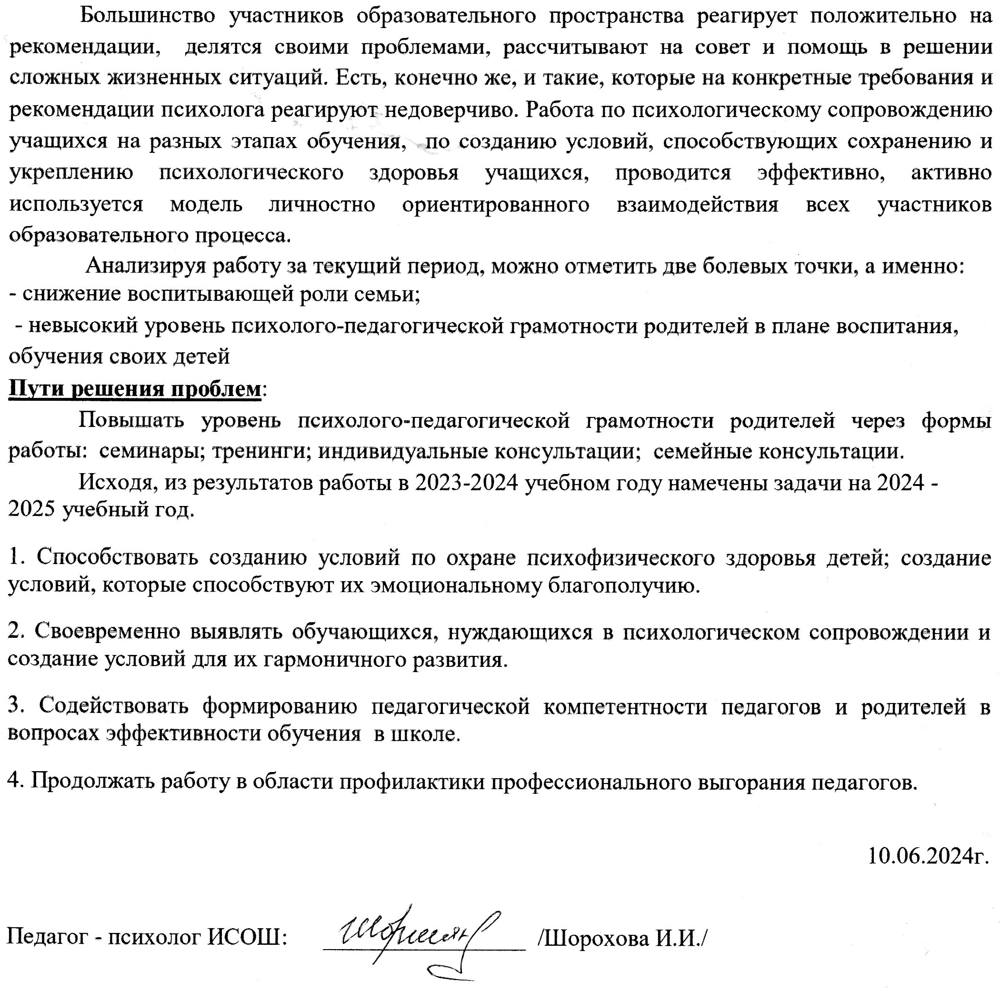 Большинство участников образовательного пространства реагирует положительно на
рекомендации, делятся своими проблемами, рассчитывают на совет и помощь в решении
сложных жизненных ситуаций. Есть, конечно же, и такие, которые на конкретные требования и
рекомендации психолога реагируют недоверчиво. Работа по психологическому сопровождению
учащихся на разных этапах обучения, по созданию условий, способствующих сохранению и
укреплению психологического здоровья учащихся, проводится эффективно, активно
используется модель личностно ориентированного взаимодействия всех участников
образовательного процесса.
Анализируя работу за текущий период, можно отметить две болевых точки, а именно:
- снижение воспитывающей роли семьи;
- невысокий уровень психолого-педагогической грамотности родителей в плане воспитания,
обучения своих детей
Пути решения проблем:
Повышать уровень психолого-педагогической грамотности родителей через формы
работы: семинары; тренинги; индивидуальные консультации; семейные консультации.
Исходя, из результатов работы в 2023-2024 учебном году намечены задачи на 2024 -
2025 учебный год.
1. Способствовать созданию условий по охране психофизического здоровья детей; создание
условий, которые способствуют их эмоциональному благополучию.
2. Своевременно выявлять обучающихся, нуждающихся в психологическом сопровождении и
создание условий для их гармоничного развития.
3. Содействовать формированию педагогической компетентности педагогов и родителей в
вопросах эффективности обучения в школе.
4. Продолжать работу в области профилактики профессионального выгорания педагогов.
10.06.2024г.
Педагог - психолог ИСОШ: /Шорохова И.И./